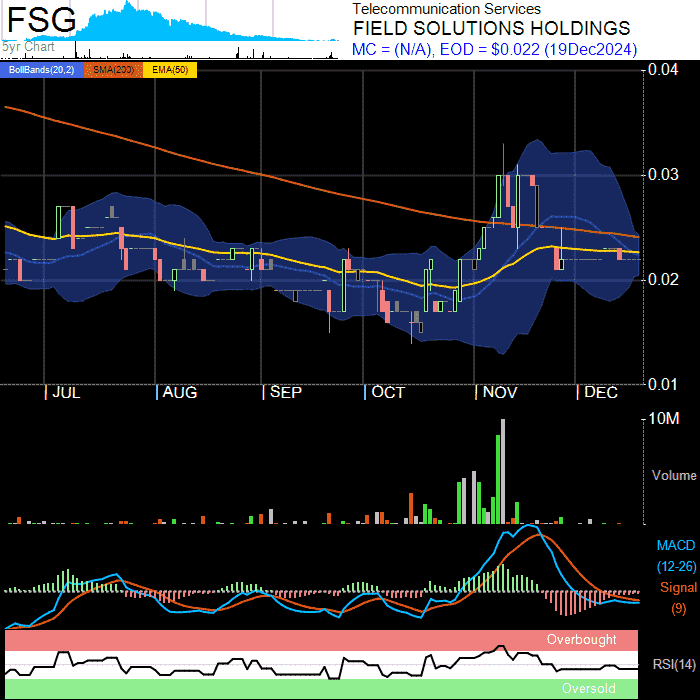 FSG
5yr Chart
Telecommunication Services
FIELD SOLUTIONS HOLDINGS
MC = (N/A), EOD = $0.022 (19Dec2024)
BollBands(20,2) SMA(200) EMA(50)
0.04
0.03
0.02
0.01
JUL AUG SEP OCT NOV DEC
10M
Volume
MACD
(12-26)
Signal
(9)
Overbought
RSI(14)
Oversold